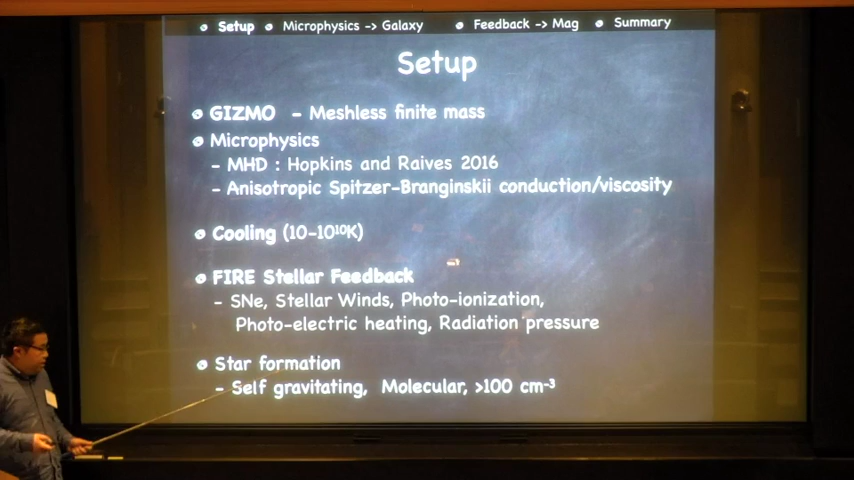 Setup Microphysics -> Galaxy Feedback -> Mag Summary
Setup
GIZMO - Meshless finite mass
Microphysics
- MHD : Hopkins and Raives 2016
- Anisotropic Spitzer-Branginskii conduction/viscosity
Cooling (10-10¹⁰K)
FIRE Stellar Feedback
- SNe, Stellar Winds, Photo-ionization,
Photo-electric heating, Radiation pressure
Star formation
- Self gravitating, Molecular, >100 cm⁻³